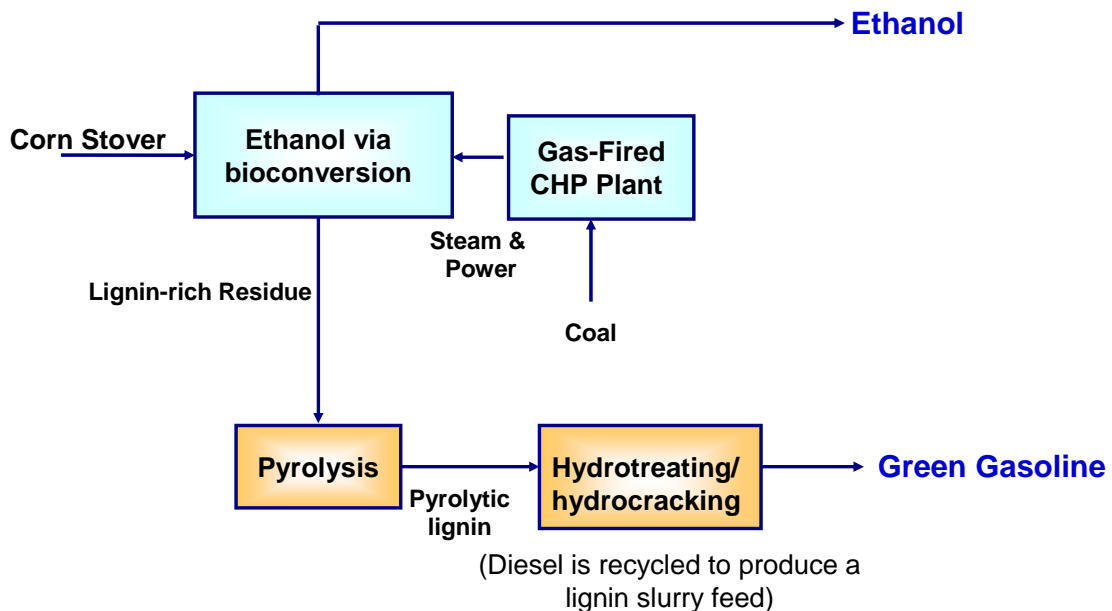 Ethanol
Corn Stover
Ethanol via
bioconversion
Gas-Fired
CHP Plant
Steam &
Power
Lignin-rich Residue
Coal
Pyrolysis
Pyrolytic
lignin
Hydrotreating/
hydrocracking
Green Gasoline
(Diesel is recycled to produce a
lignin slurry feed)